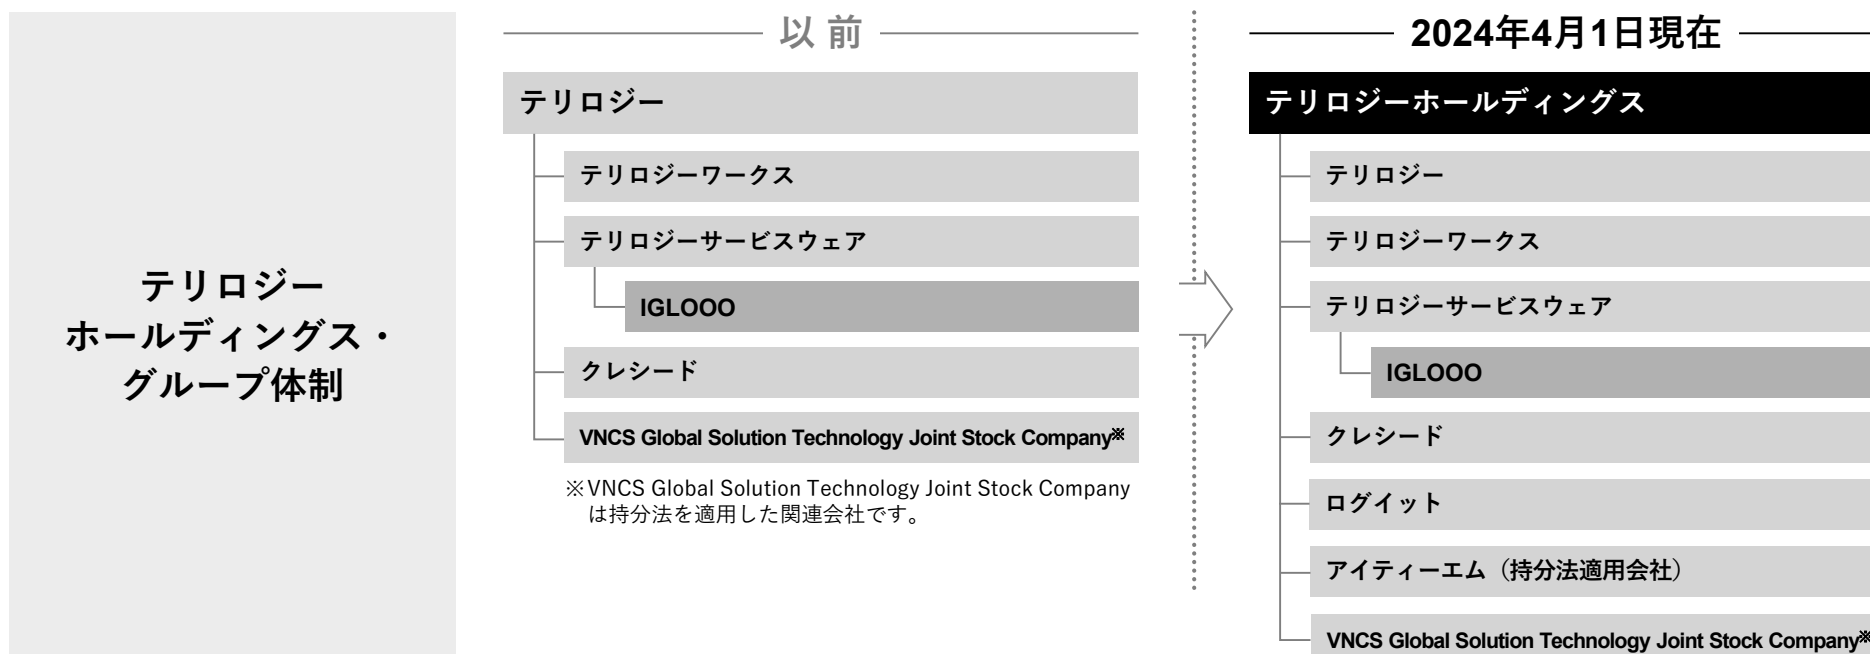 テリロジー
ホールディングス・
グループ体制
以前
テリロジー
テリロジーワークス
テリロジーサービスウェア
IGLOOO
クレシード
VNCS Global Solution Technology Joint Stock Company※
※VNCS Global Solution Technology Joint Stock Company
は持分法を適用した関連会社です。
2024年4月1日現在
テリロジーホールディングス
テリロジー
テリロジーワークス
テリロジーサービスウェア
IGLOOO
クレシード
ログイット
アイティーエム（持分法適用会社）
VNCS Global Solution Technology Joint Stock Company※